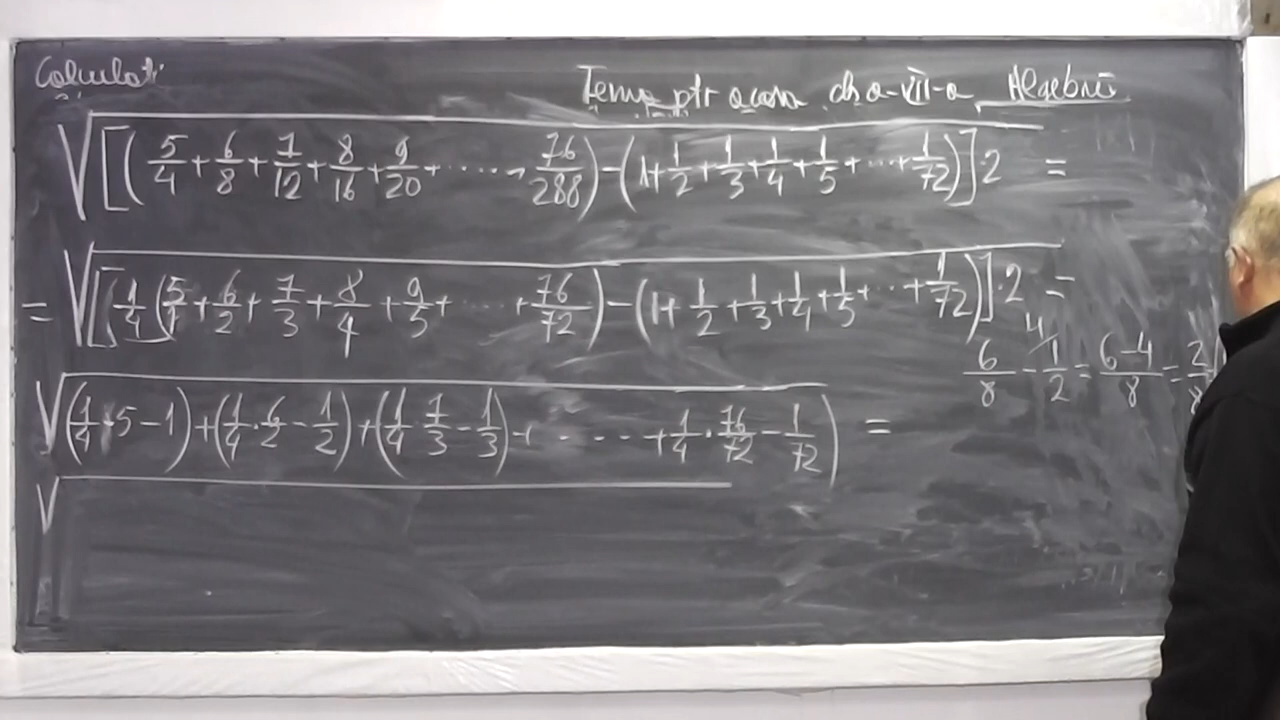 Calculati
Tema ptr acasa cls a-VII-a Algebră
√[(5/4 + 6/8 + 7/12 + 8/16 + 9/20 + ...... + 76/288) - (1 + 1/2 + 1/3 + 1/4 + 1/5 + ... + 1/72)]·2 =
= √[1/4(5/1 + 6/2 + 7/3 + 8/4 + 9/5 + ..... + 76/72) - (1 + 1/2 + 1/3 + 1/4 + 1/5 + ... + 1/72)]·2 =
6/8 - 4/1/2 = 6-4/8 = 2/8
√(1/4·5 - 1) + (1/4·6/2 - 1/2) + (1/4 7/3 - 1/3) + ..... + 1/4·76/72 - 1/72) =
√